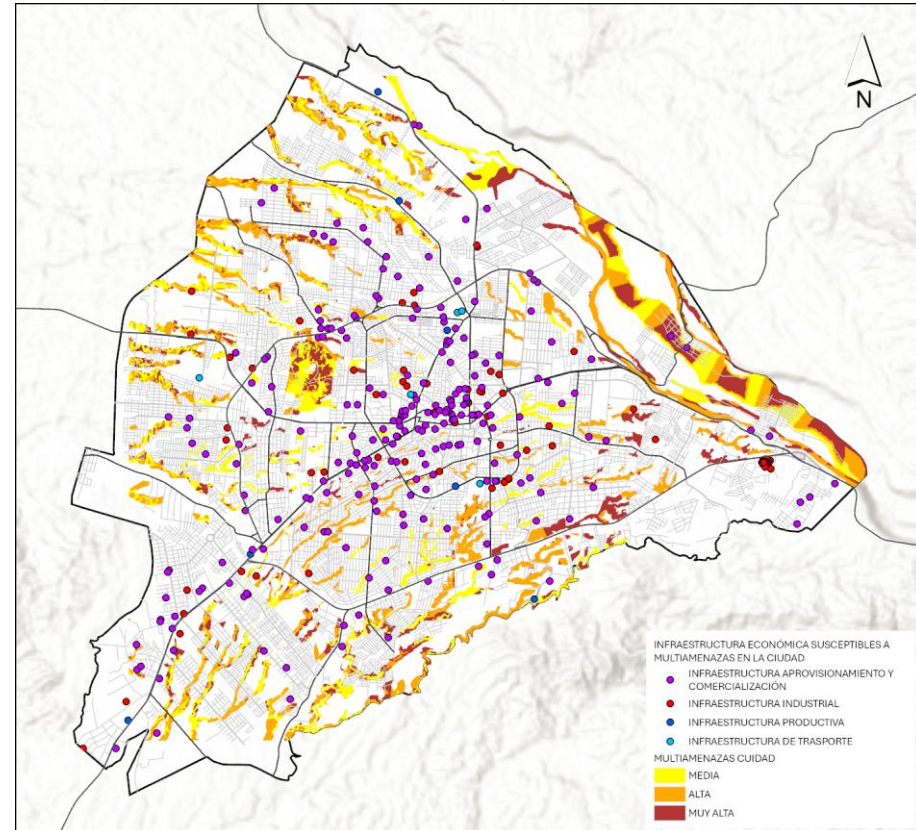 N
INFRAESTRUCTURA ECONÓMICA SUSCEPTIBLES A
MULTIAMENAZAS EN LA CIUDAD
INFRAESTRUCTURA APROVISIONAMIENTO Y
COMERCIALIZACIÓN
INFRAESTRUCTURA INDUSTRIAL
INFRAESTRUCTURA PRODUCTIVA
INFRAESTRUCTURA DE TRASPORTE
MULTIAMENAZAS CUIDAD
MEDIA
ALTA
MUY ALTA